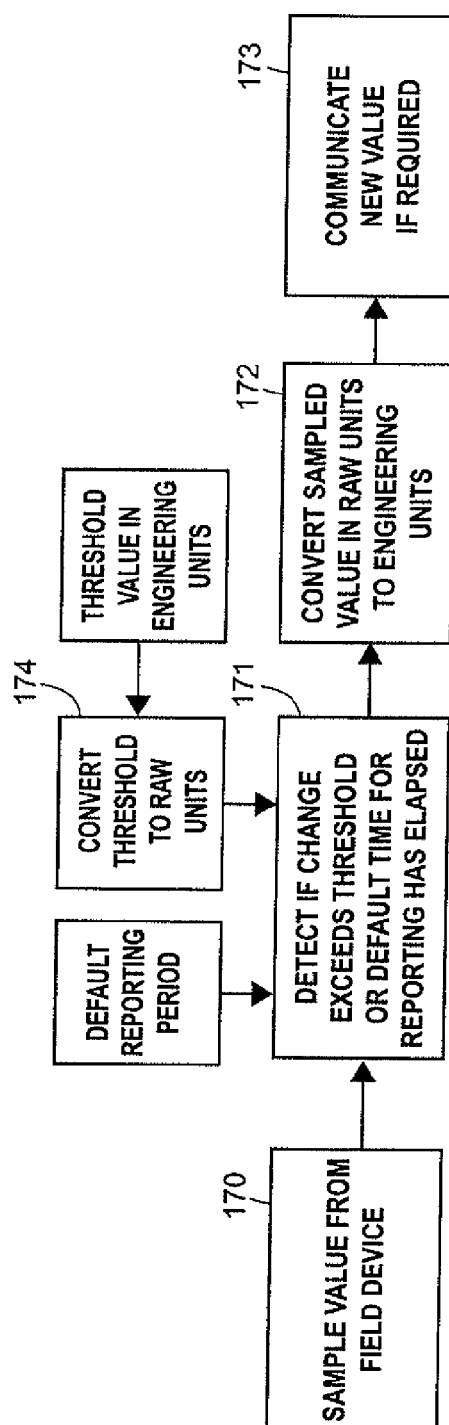 170
SAMPLE VALUE FROM
FIELD DEVICE
DEFAULT
REPORTING
PERIOD
174
CONVERT
THRESHOLD
TO RAW
UNITS
THRESHOLD
VALUE IN
ENGINEERING
UNITS
171
DETECT IF CHANGE
EXCEEDS THRESHOLD
OR DEFAULT TIME FOR
REPORTING HAS ELAPSED
172
CONVERT SAMPLED
VALUE IN RAW UNITS
TO ENGINEERING
UNITS
173
COMMUNICATE
NEW VALUE
IF REQUIRED